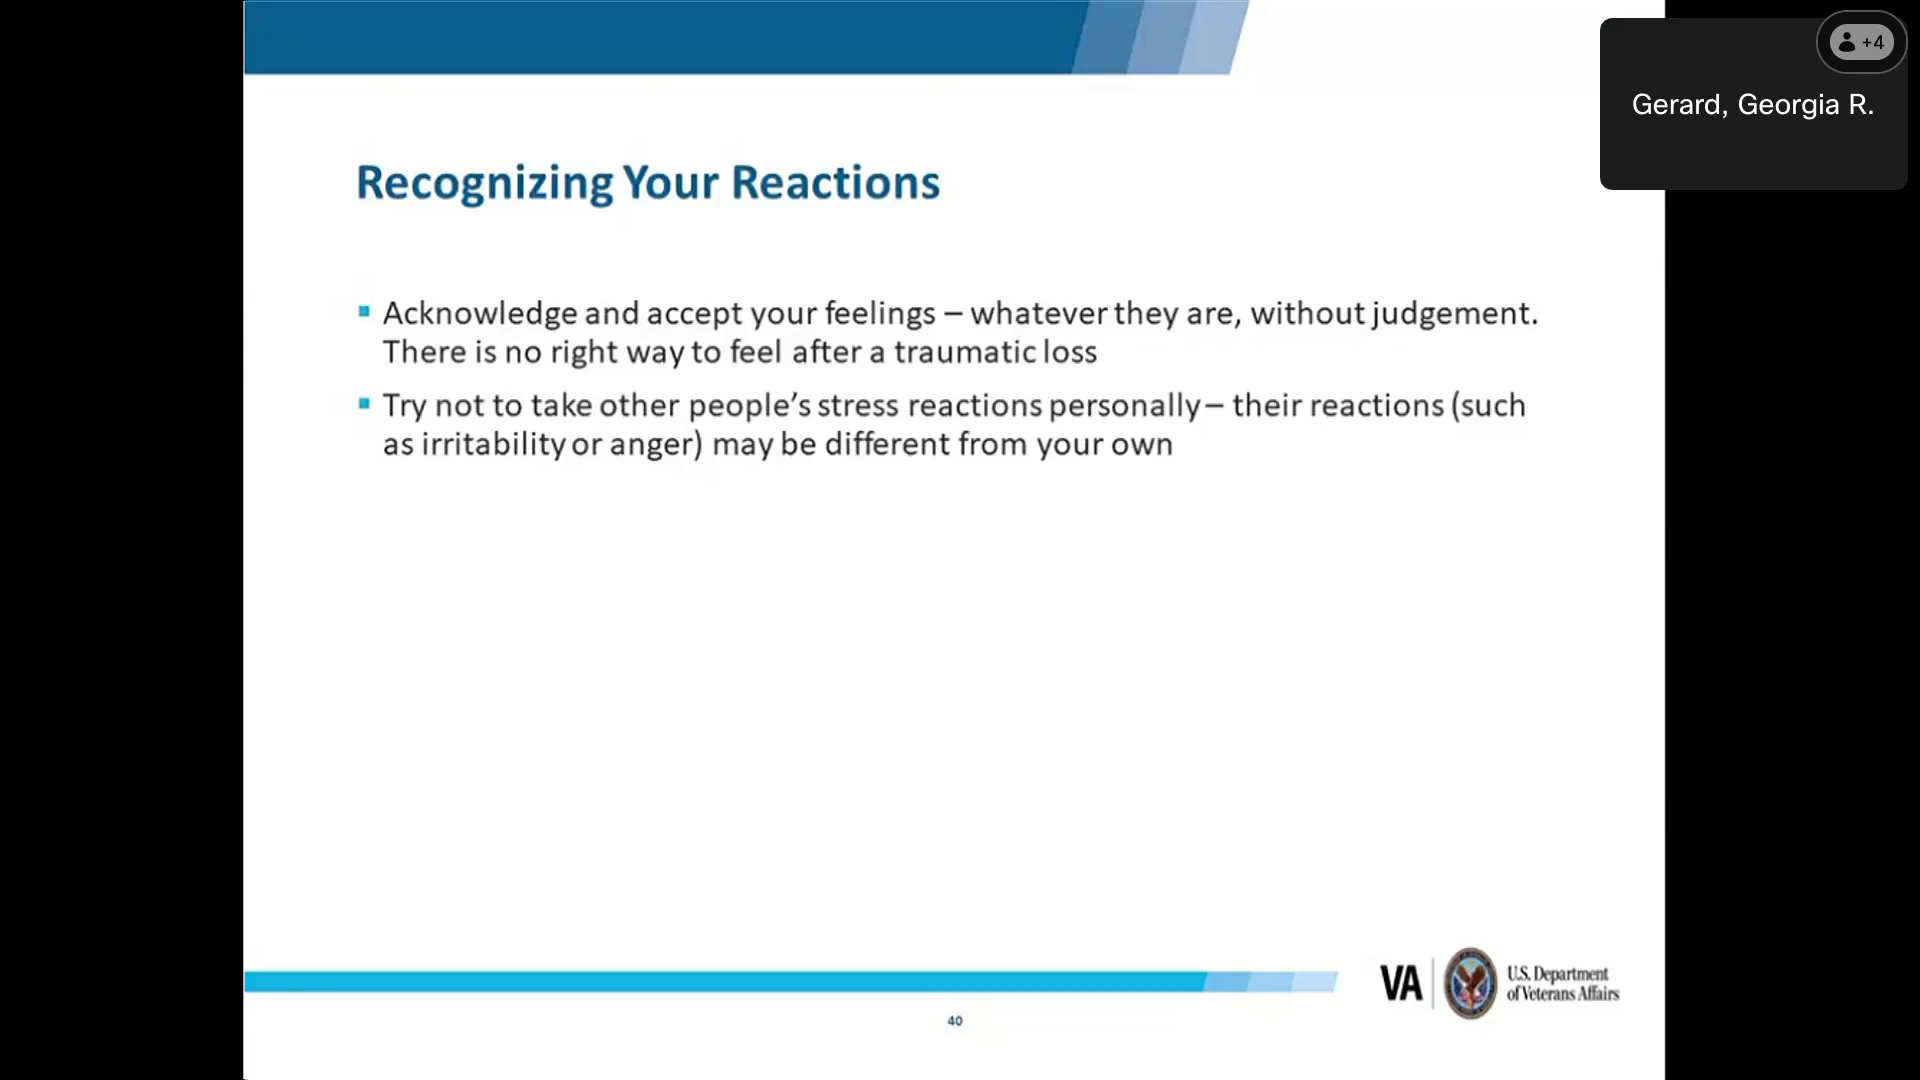 +4
Gerard, Georgia R.
Recognizing Your Reactions
▪ Acknowledge and accept your feelings – whatever they are, without judgement.
There is no right way to feel after a traumatic loss
▪ Try not to take other people’s stress reactions personally – their reactions (such
as irritability or anger) may be different from your own
VA
U.S. Department
of Veterans Affairs
40